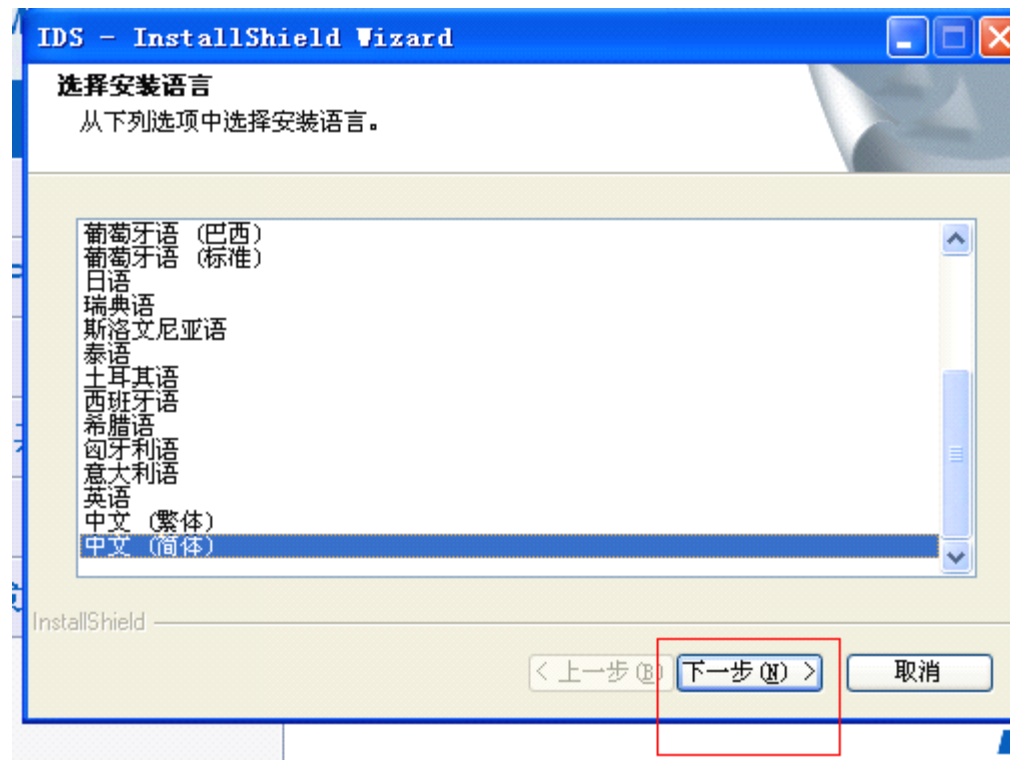 IDS - InstallShield Wizard
选择安装语言
从下列选项中选择安装语言。
葡萄牙语 (巴西)
葡萄牙语 (标准)
日语
瑞典语
斯洛文尼亚语
泰语
土耳其语
西班牙语
希腊语
匈牙利语
意大利语
英语
中文 (繁体)
中文 (简体)
InstallShield
< 上一步(B) 下一步(N) > 取消